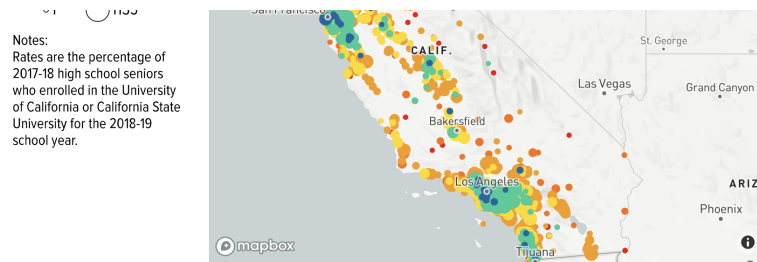 San Francisco
Notes:
Rates are the percentage of
2017-18 high school seniors
who enrolled in the University
of California or California State
University for the 2018-19
school year.
CALIF.
St. George
Las Vegas
Grand Canyon
Bakersfield
Los Angeles
ARIZ
Phoenix
Tijuana
mapbox
i